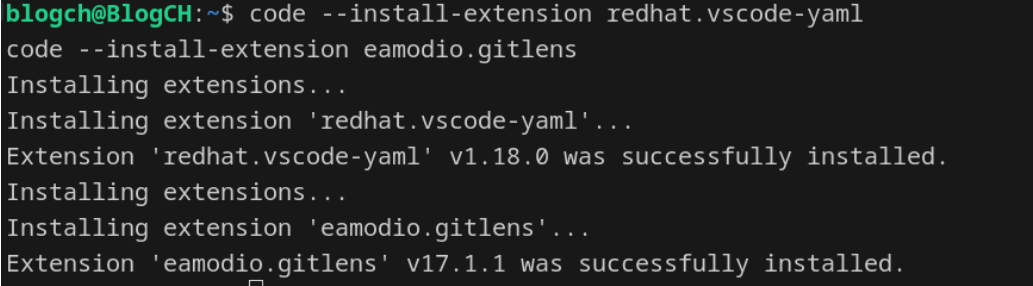 blogch@BlogCH:~$ code --install-extension redhat.vscode-yaml
code --install-extension eamodio.gitlens
Installing extensions...
Installing extension 'redhat.vscode-yaml'...
Extension 'redhat.vscode-yaml' v1.18.0 was successfully installed.
Installing extensions...
Installing extension 'eamodio.gitlens'...
Extension 'eamodio.gitlens' v17.1.1 was successfully installed.